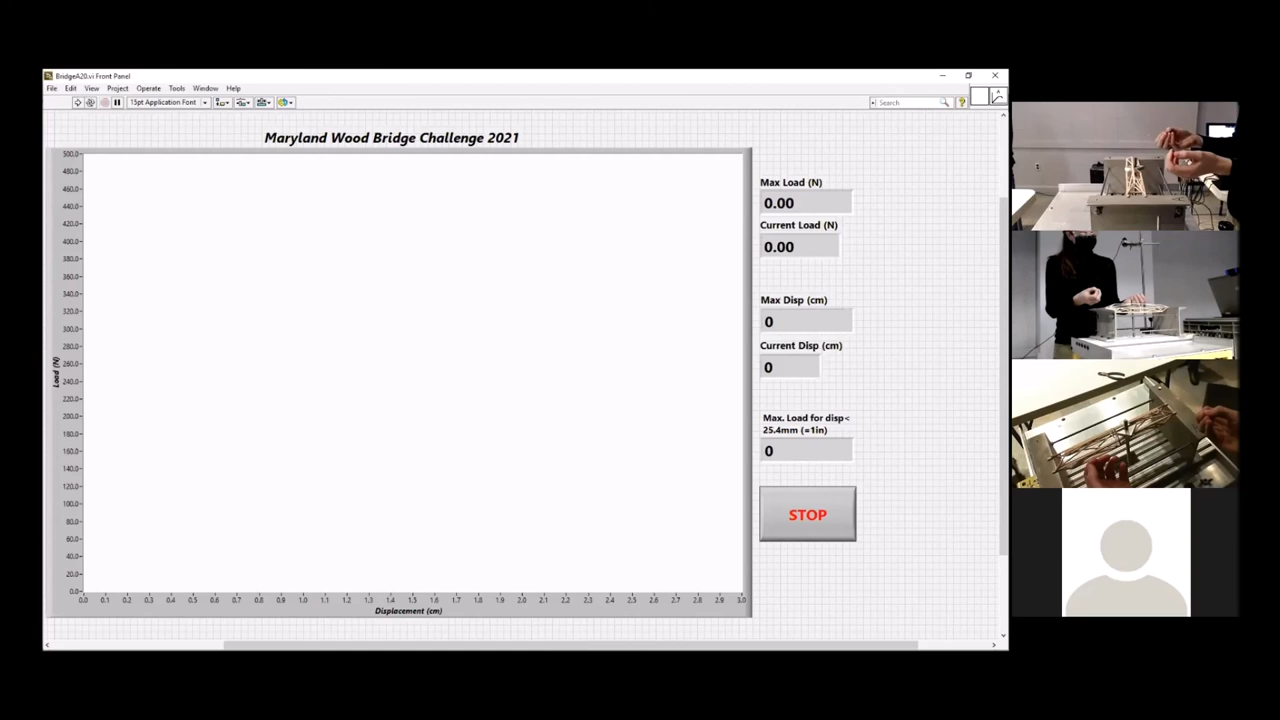 BridgeA20.vi Front Panel
File Edit View Project Operate Tools Window Help
15pt Application Font
Search
Maryland Wood Bridge Challenge 2021
500.0
480.0
460.0
440.0
420.0
400.0
380.0
360.0
340.0
320.0
300.0
280.0
260.0
240.0
220.0
200.0
180.0
160.0
140.0
120.0
100.0
80.0
60.0
40.0
20.0
0.0
Load (N)
0.0 0.1 0.2 0.3 0.4 0.5 0.6 0.7 0.8 0.9 1.0 1.1 1.2 1.3 1.4 1.5 1.6 1.7 1.8 1.9 2.0 2.1 2.2 2.3 2.4 2.5 2.6 2.7 2.8 2.9 3.0
Displacement (cm)
Max Load (N)
0.00
Current Load (N)
0.00
Max Disp (cm)
0
Current Disp (cm)
0
Max. Load for disp<
25.4mm (=1in)
0
STOP